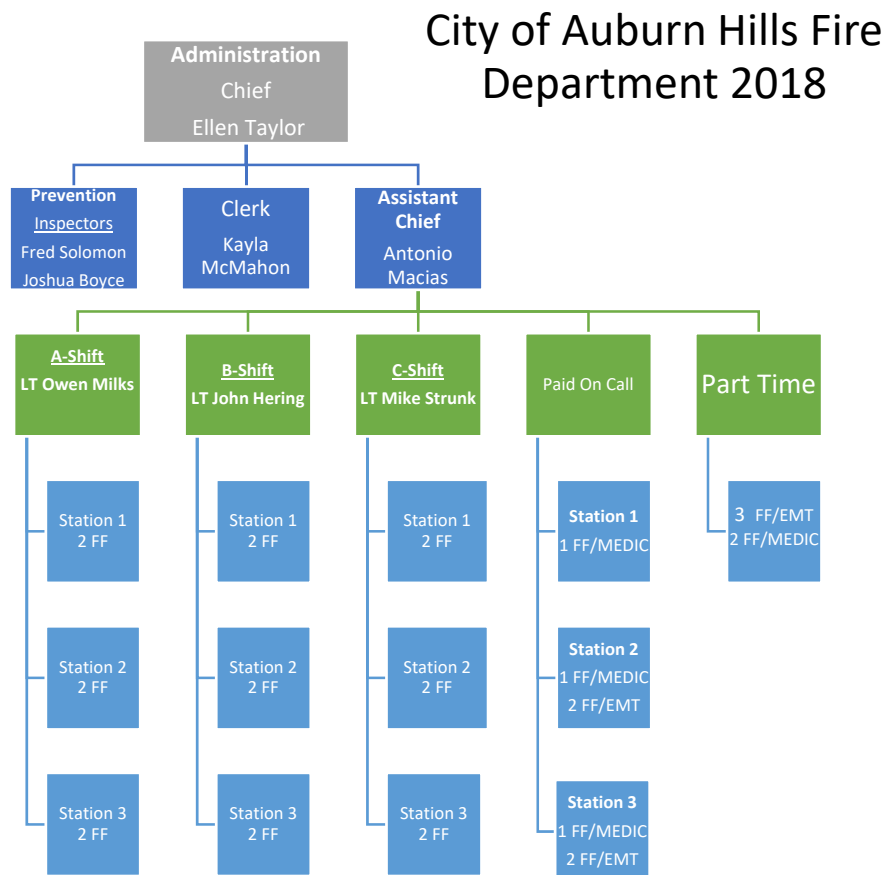 City of Auburn Hills Fire
Department 2018
Administration
Chief
Ellen Taylor
Prevention
Inspectors
Fred Solomon
Joshua Boyce
Clerk
Kayla
McMahon
Assistant
Chief
Antonio
Macias
A-Shift
LT Owen Milks
B-Shift
LT John Hering
C-Shift
LT Mike Strunk
Paid On Call
Part Time
Station 1
2 FF
Station 1
2 FF
Station 1
2 FF
Station 1
1 FF/MEDIC
3 FF/EMT
2 FF/MEDIC
Station 2
2 FF
Station 2
2 FF
Station 2
2 FF
Station 2
1 FF/MEDIC
2 FF/EMT
Station 3
2 FF
Station 3
2 FF
Station 3
2 FF
Station 3
1 FF/MEDIC
2 FF/EMT